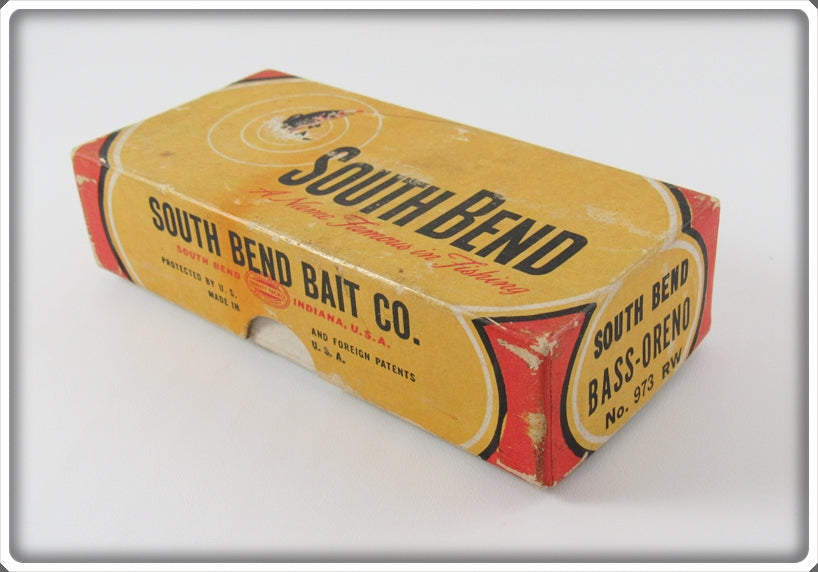 SOUTH BEND
A Name Famous in Fishing
SOUTH BEND BAIT CO.
SOUTH BEND INDIANA, U.S.A.
PROTECTED BY U.S. AND FOREIGN PATENTS
MADE IN U.S.A.
SOUTH BEND
BASS-ORENO
No. 973 RW